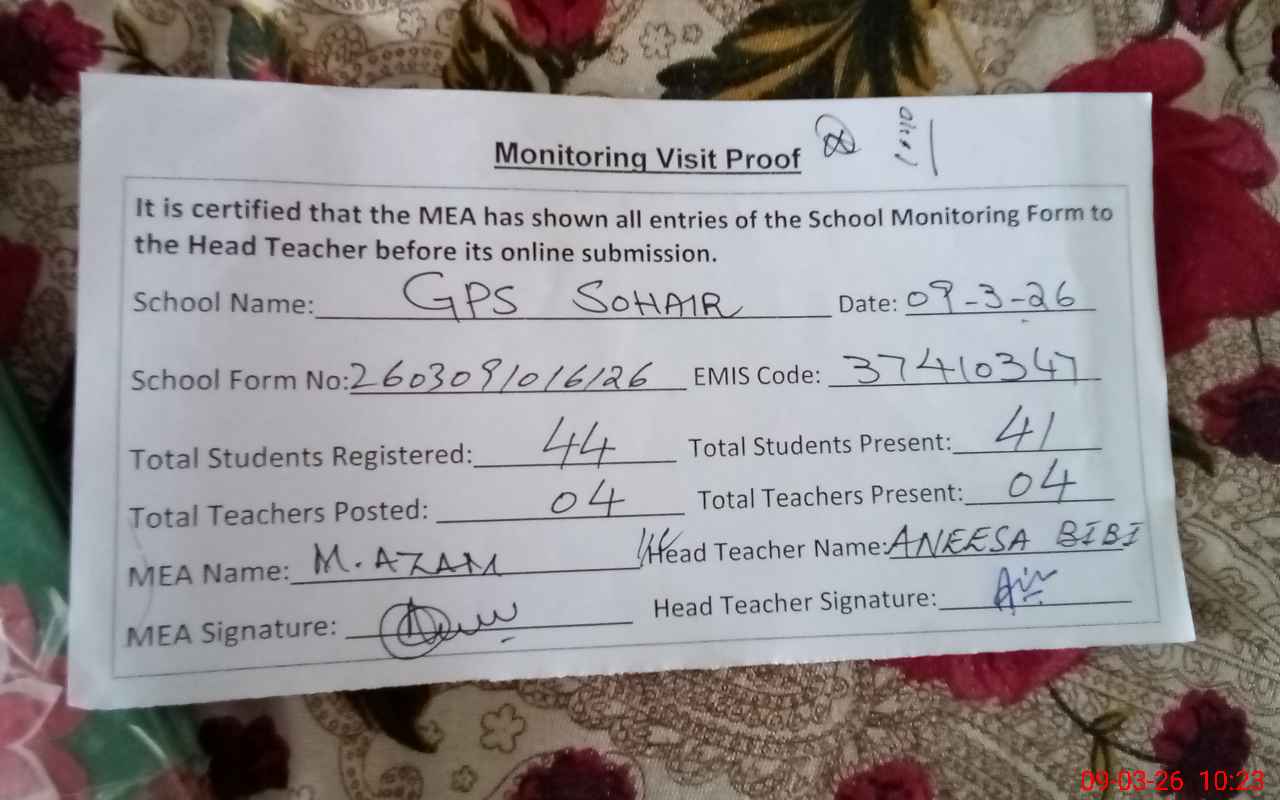 Monitoring Visit Proof
It is certified that the MEA has shown all entries of the School Monitoring Form to
the Head Teacher before its online submission.
School Name: GPS SOHAIR Date: 09-3-26
School Form No: 260309/016/26 EMIS Code: 37410347
Total Students Registered: 44 Total Students Present: 41
Total Teachers Posted: 04 Total Teachers Present: 04
MEA Name: M. AZAM Head Teacher Name: ANEESA BIBI
MEA Signature: Head Teacher Signature:
09-03-26 10:23